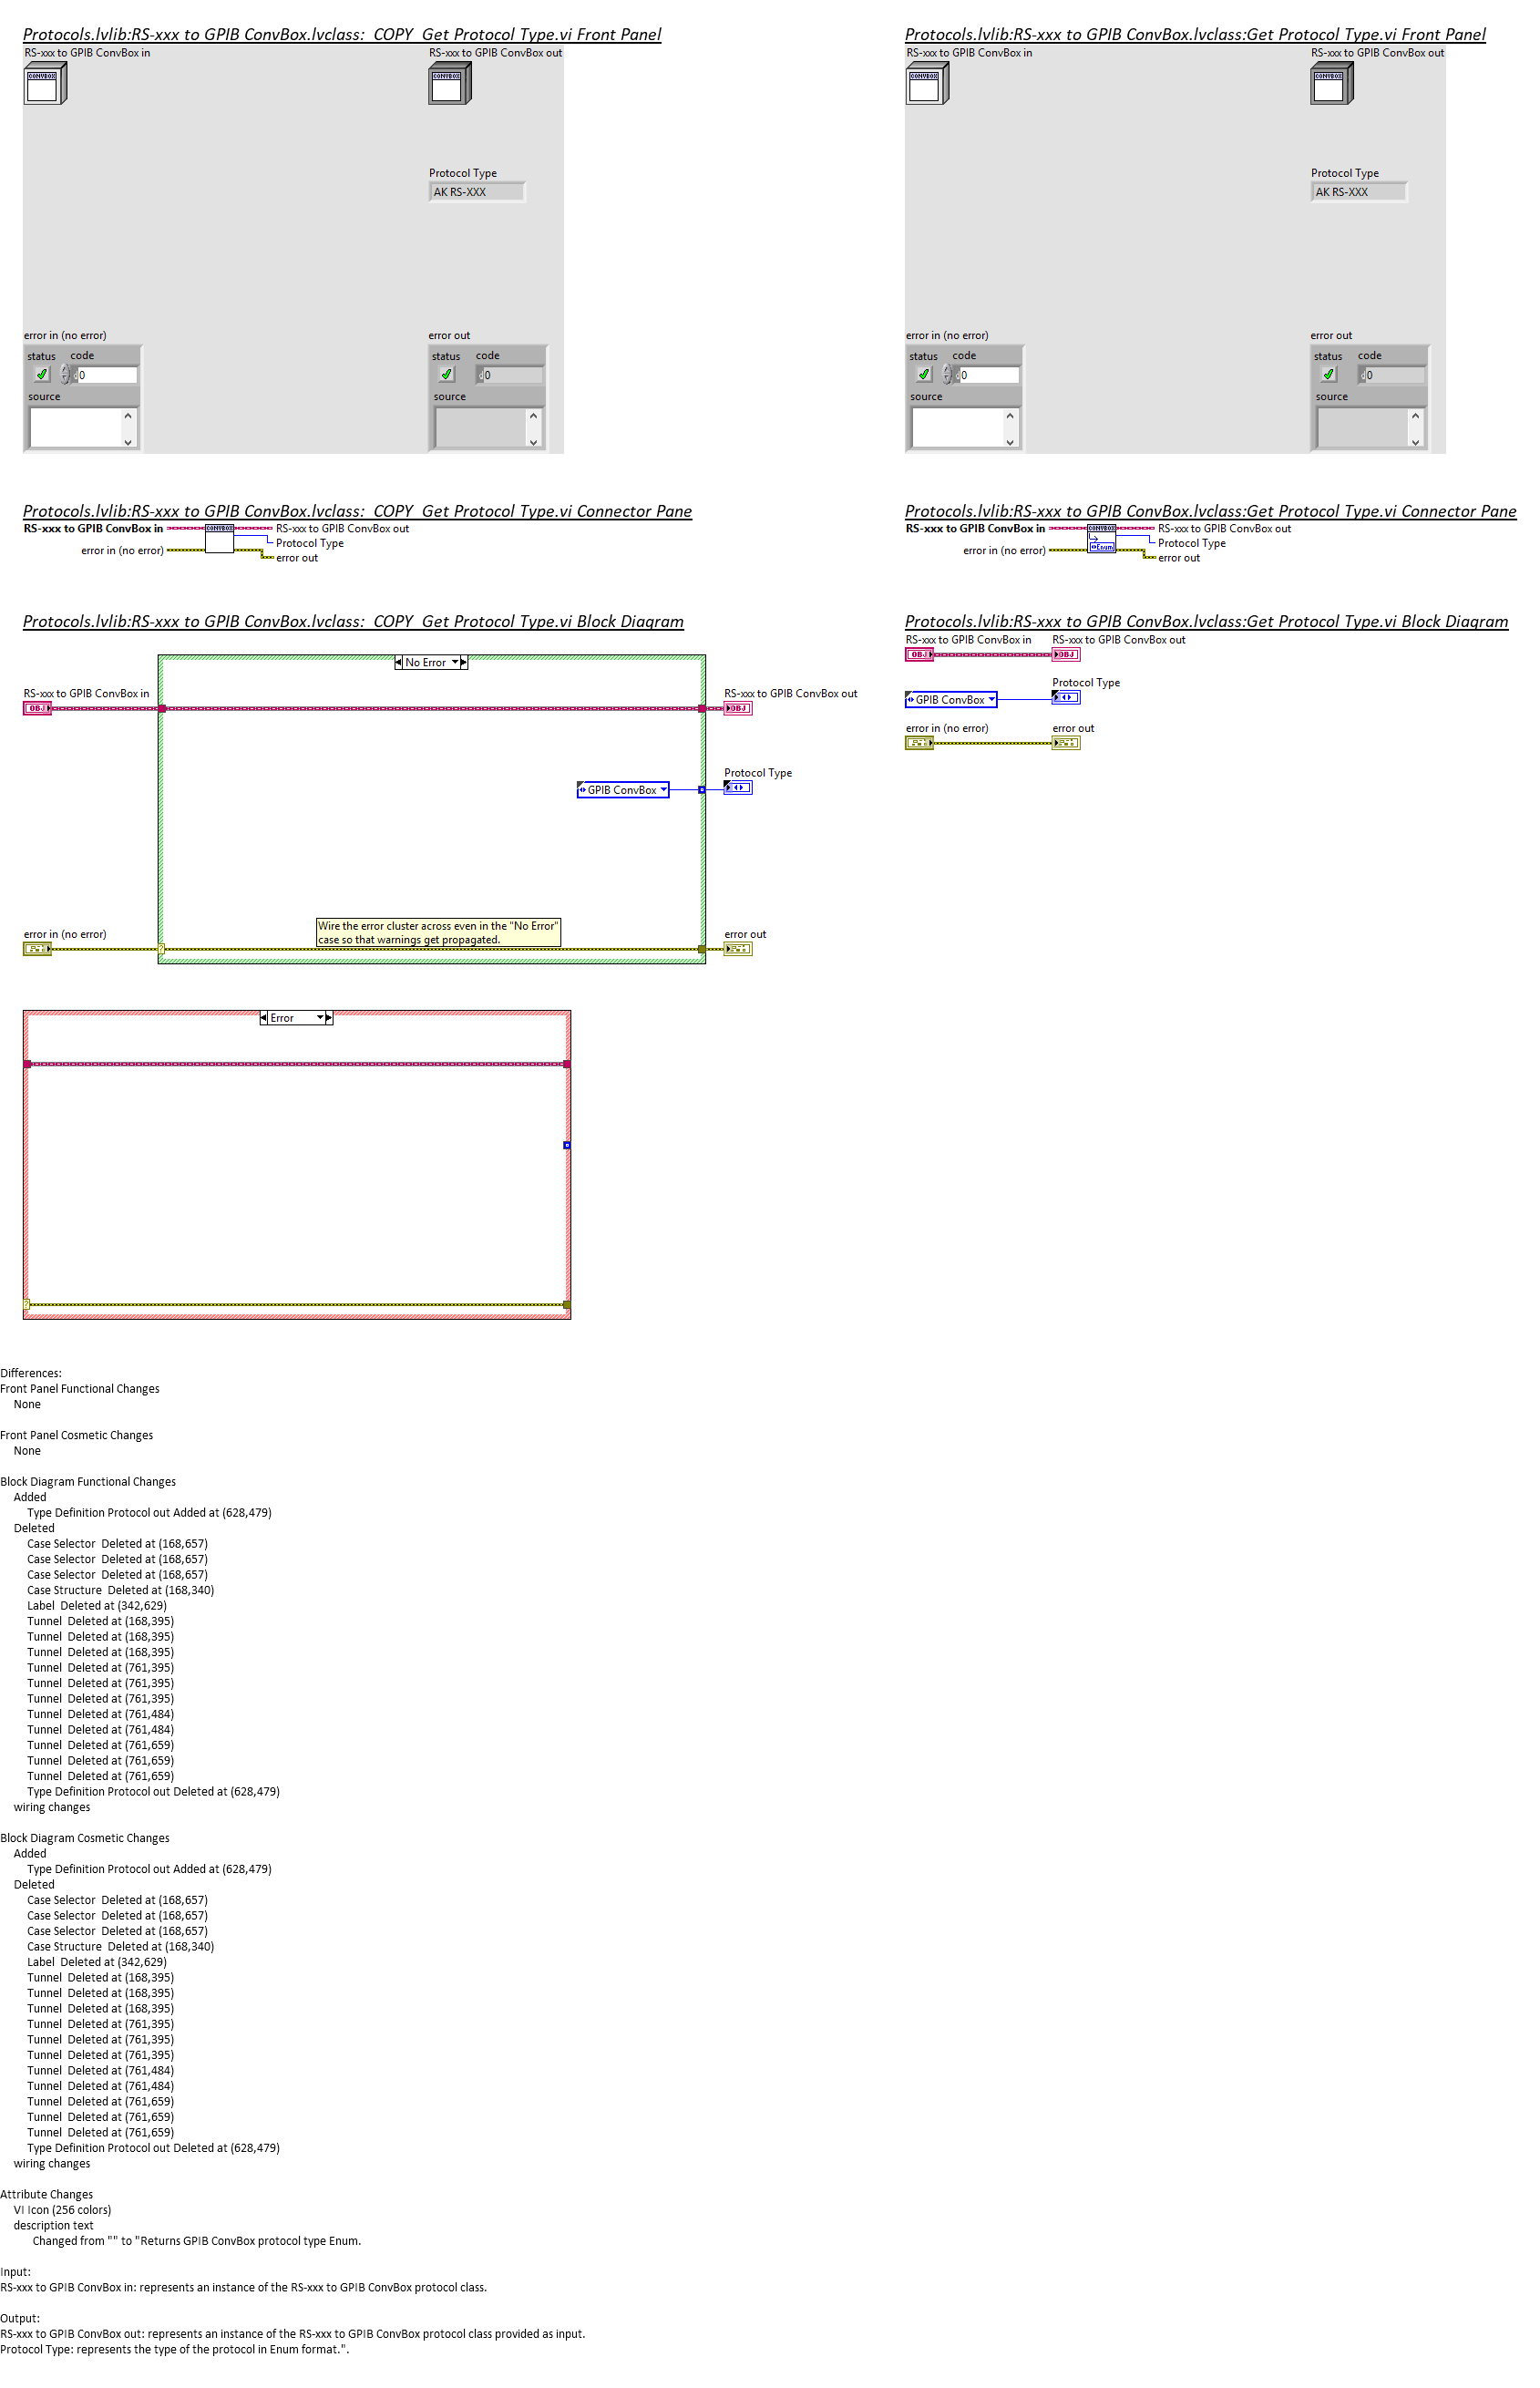 Protocols.lvlib:RS-xxx to GPIB ConvBox.lvclass:  COPY  Get Protocol Type.vi Front Panel
RS-xxx to GPIB ConvBox in
RS-xxx to GPIB ConvBox out
CONVBOX
CONVBOX
Protocol Type
AK RS-XXX
error in (no error)
error out
status
code
status
code
0
0
source
source
Protocols.lvlib:RS-xxx to GPIB ConvBox.lvclass:Get Protocol Type.vi Front Panel
RS-xxx to GPIB ConvBox in
RS-xxx to GPIB ConvBox out
CONVBOX
CONVBOX
Protocol Type
AK RS-XXX
error in (no error)
error out
status
code
status
code
0
0
source
source
Protocols.lvlib:RS-xxx to GPIB ConvBox.lvclass:  COPY  Get Protocol Type.vi Connector Pane
RS-xxx to GPIB ConvBox in
CONVBOX
RS-xxx to GPIB ConvBox out
Protocol Type
error in (no error)
error out
Protocols.lvlib:RS-xxx to GPIB ConvBox.lvclass:Get Protocol Type.vi Connector Pane
RS-xxx to GPIB ConvBox in
CONVBOX
RS-xxx to GPIB ConvBox out
Protocol Type
Enum
error in (no error)
error out
Protocols.lvlib:RS-xxx to GPIB ConvBox.lvclass:  COPY  Get Protocol Type.vi Block Diagram
No Error
RS-xxx to GPIB ConvBox in
RS-xxx to GPIB ConvBox out
OBJ
OBJ
Protocol Type
GPIB ConvBox
Wire the error cluster across even in the "No Error"
case so that warnings get propagated.
error in (no error)
error out
?
Error
?
Protocols.lvlib:RS-xxx to GPIB ConvBox.lvclass:Get Protocol Type.vi Block Diagram
RS-xxx to GPIB ConvBox in
RS-xxx to GPIB ConvBox out
OBJ
OBJ
Protocol Type
GPIB ConvBox
error in (no error)
error out
Differences:
Front Panel Functional Changes
None
Front Panel Cosmetic Changes
None
Block Diagram Functional Changes
Added
Type Definition Protocol out Added at (628,479)
Deleted
Case Selector  Deleted at (168,657)
Case Selector  Deleted at (168,657)
Case Selector  Deleted at (168,657)
Case Structure  Deleted at (168,340)
Label  Deleted at (342,629)
Tunnel  Deleted at (168,395)
Tunnel  Deleted at (168,395)
Tunnel  Deleted at (168,395)
Tunnel  Deleted at (761,395)
Tunnel  Deleted at (761,395)
Tunnel  Deleted at (761,395)
Tunnel  Deleted at (761,484)
Tunnel  Deleted at (761,484)
Tunnel  Deleted at (761,659)
Tunnel  Deleted at (761,659)
Tunnel  Deleted at (761,659)
Type Definition Protocol out Deleted at (628,479)
wiring changes
Block Diagram Cosmetic Changes
Added
Type Definition Protocol out Added at (628,479)
Deleted
Case Selector  Deleted at (168,657)
Case Selector  Deleted at (168,657)
Case Selector  Deleted at (168,657)
Case Structure  Deleted at (168,340)
Label  Deleted at (342,629)
Tunnel  Deleted at (168,395)
Tunnel  Deleted at (168,395)
Tunnel  Deleted at (168,395)
Tunnel  Deleted at (761,395)
Tunnel  Deleted at (761,395)
Tunnel  Deleted at (761,395)
Tunnel  Deleted at (761,484)
Tunnel  Deleted at (761,484)
Tunnel  Deleted at (761,659)
Tunnel  Deleted at (761,659)
Tunnel  Deleted at (761,659)
Type Definition Protocol out Deleted at (628,479)
wiring changes
Attribute Changes
VI Icon (256 colors)
description text
Changed from "" to "Returns GPIB ConvBox protocol type Enum.
Input:
RS-xxx to GPIB ConvBox in: represents an instance of the RS-xxx to GPIB ConvBox protocol class.
Output:
RS-xxx to GPIB ConvBox out: represents an instance of the RS-xxx to GPIB ConvBox protocol class provided as input.
Protocol Type: represents the type of the protocol in Enum format.".